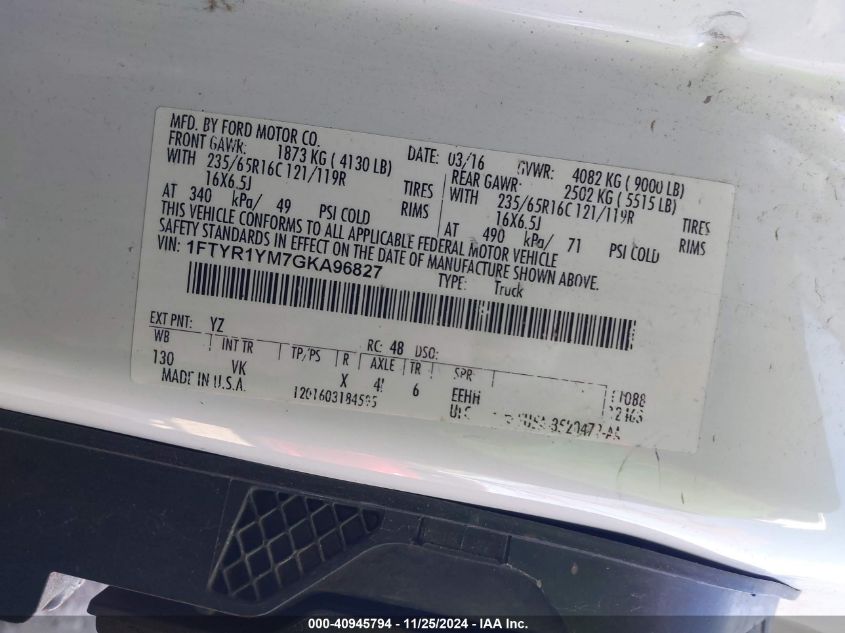 MFD. BY FORD MOTOR CO.
DATE: 03/16 GVWR: 4082 KG ( 9000 LB)
FRONT GAWR: 1873 KG ( 4130 LB) REAR GAWR: 2502 KG ( 5515 LB)
WITH 235/65R16C 121/119R TIRES WITH 235/65R16C 121/119R TIRES
16X6.5J RIMS 16X6.5J RIMS
AT 340 kPa/ 49 PSI COLD AT 490 kPa/ 71 PSI COLD
THIS VEHICLE CONFORMS TO ALL APPLICABLE FEDERAL MOTOR VEHICLE
SAFETY STANDARDS IN EFFECT ON THE DATE OF MANUFACTURE SHOWN ABOVE.
VIN: 1FTYR1YM7GKA96827 TYPE: Truck
EXT PNT: YZ RC: 48 DSO:
WB INT TR TP/PS R AXLE TR SPR
130 VK X 6 EEHH
MADE IN U.S.A.
000-40945794 - 11/25/2024 - IAA Inc.